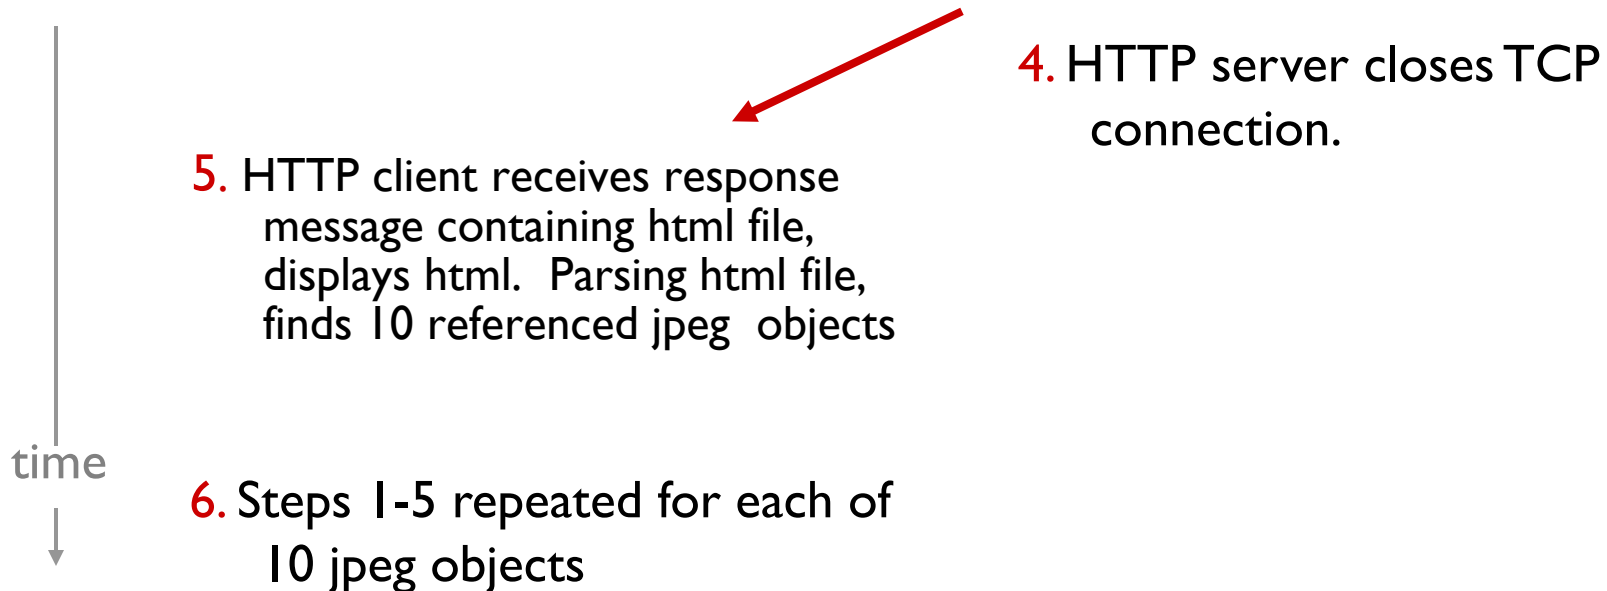 4. HTTP server closes TCP
connection.
5. HTTP client receives response
message containing html file,
displays html.  Parsing html file,
finds 10 referenced jpeg  objects
time
6. Steps 1-5 repeated for each of
10 jpeg objects